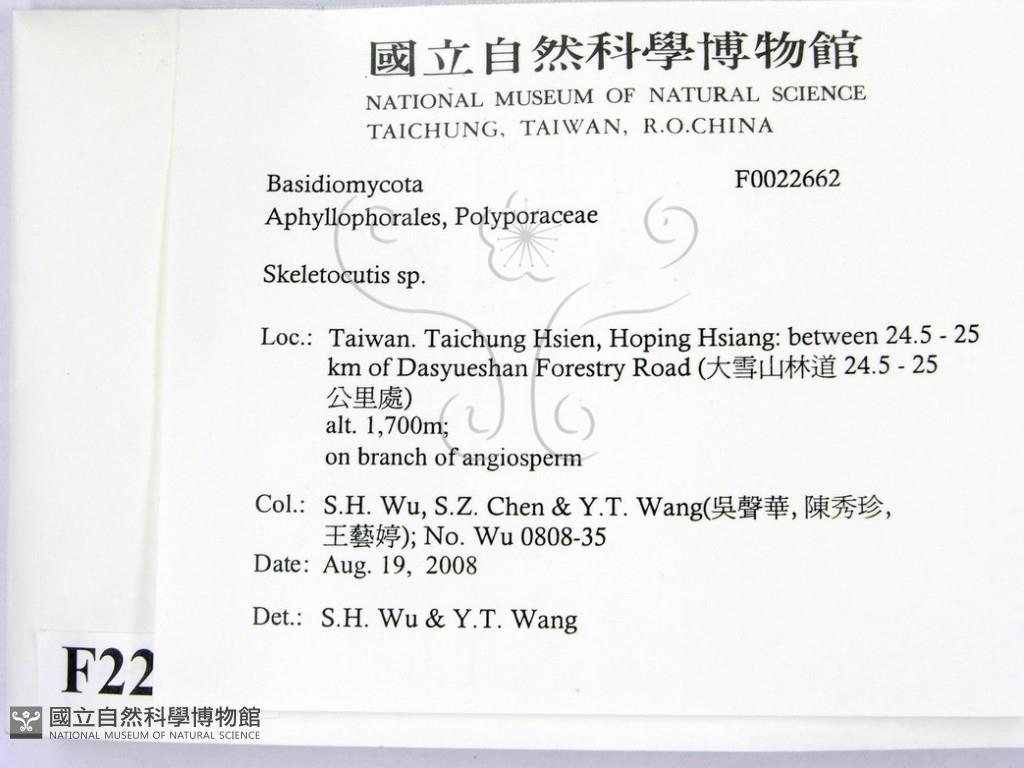 國立自然科學博物館
NATIONAL MUSEUM OF NATURAL SCIENCE
TAICHUNG, TAIWAN, R.O.CHINA
Basidiomycota F0022662
Aphyllophorales, Polyporaceae
Skeletocutis sp.
Loc.: Taiwan. Taichung Hsien, Hoping Hsiang: between 24.5 - 25
km of Dasyueshan Forestry Road (大雪山林道 24.5 - 25
公里處)
alt. 1,700m;
on branch of angiosperm
Col.: S.H. Wu, S.Z. Chen & Y.T. Wang(吳聲華, 陳秀珍,
王藝婷); No. Wu 0808-35
Date: Aug. 19, 2008
Det.: S.H. Wu & Y.T. Wang
F22
國立自然科學博物館
NATIONAL MUSEUM OF NATURAL SCIENCE